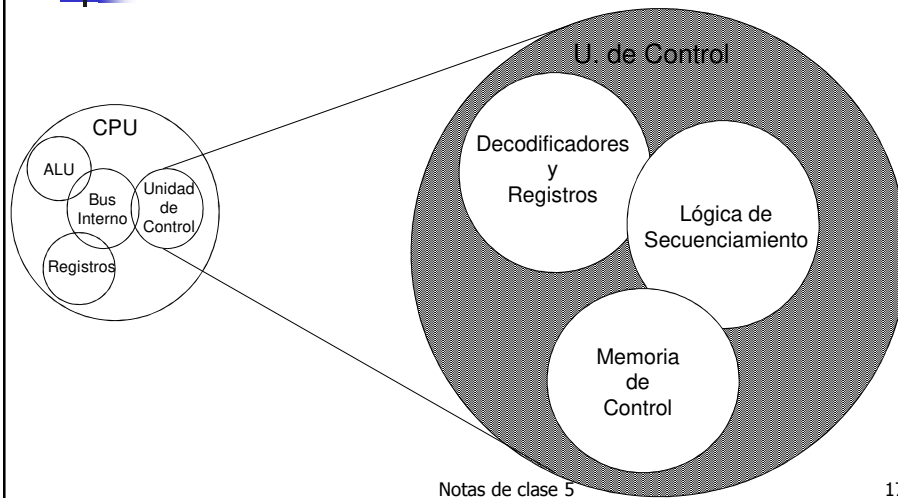 U. de Control
CPU
ALU
Bus
Interno
Unidad
de
Control
Registros
Decodificadores
y
Registros
Lógica de
Secuenciamiento
Memoria
de
Control
Notas de clase 5
17